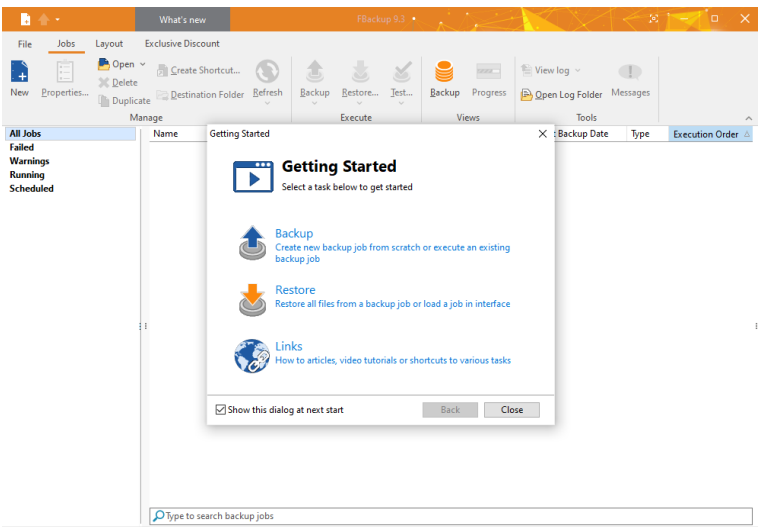 What's new
FBackup 9.3
File Jobs Layout Exclusive Discount
Open
Delete
Duplicate
Create Shortcut...
Destination Folder
View log
Open Log Folder
New Properties... Refresh Backup Restore... Test... Backup Progress Messages
Manage Execute Views Tools
All Jobs
Failed
Warnings
Running
Scheduled
Name Backup Date Type Execution Order
Getting Started
Getting Started
Select a task below to get started
Backup
Create new backup job from scratch or execute an existing
backup job
Restore
Restore all files from a backup job or load a job in interface
Links
How to articles, video tutorials or shortcuts to various tasks
Show this dialog at next start
Back Close
Type to search backup jobs